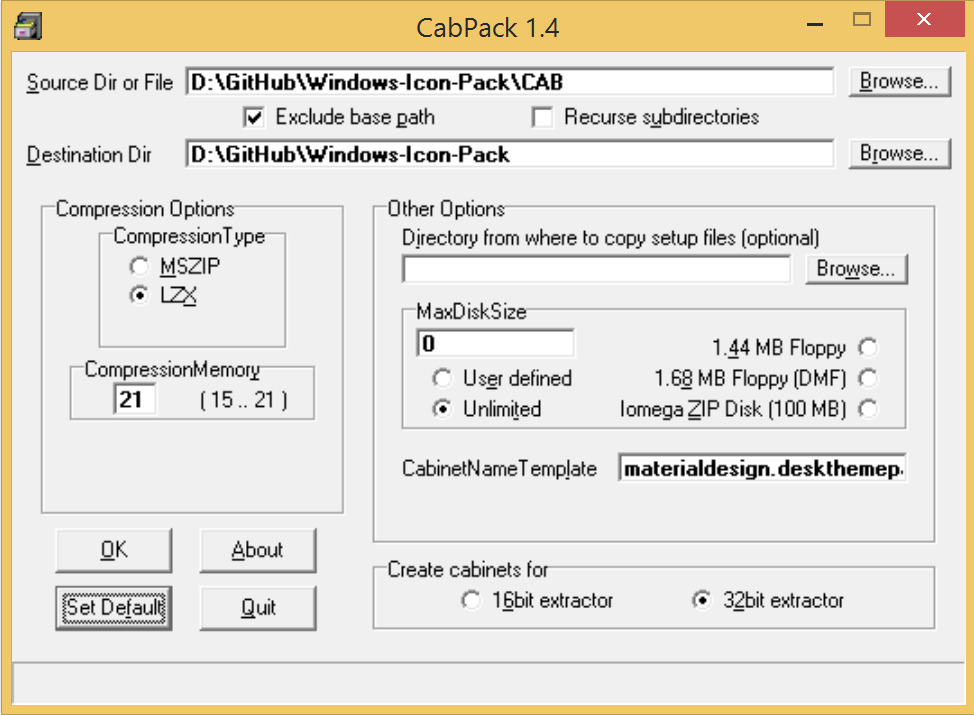 CabPack 1.4
Source Dir or File D:\GitHub\Windows-Icon-Pack\CAB Browse...
Exclude base path Recurse subdirectories
Destination Dir D:\GitHub\Windows-Icon-Pack Browse...
Compression Options
CompressionType
MSZIP
LZX
CompressionMemory
21 ( 15 .. 21 )
Other Options
Directory from where to copy setup files (optional)
Browse...
MaxDiskSize
0
1.44 MB Floppy
User defined 1.68 MB Floppy (DMF)
Unlimited Iomega ZIP Disk (100 MB)
CabinetNameTemplate materialdesign.deskthemep
OK About
Set Default Quit
Create cabinets for
16bit extractor 32bit extractor